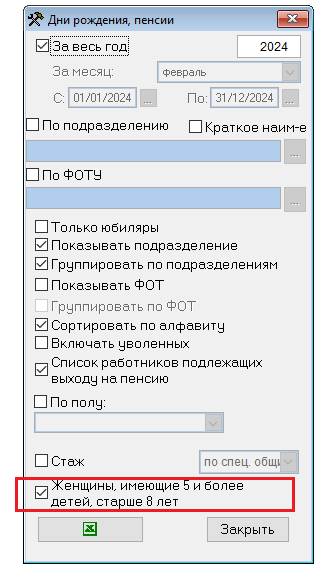 Дни рождения, пенсии
За весь год 2024
За месяц: февраль
С: 01/01/2024 ... По: 31/12/2024 ...
По подразделению Краткое наим-е
...
По ФОТУ
...
Только юбиляры
Показывать подразделение
Группировать по подразделениям
Показывать ФОТ
Группировать по ФОТ
Сортировать по алфавиту
Включать уволенных
Список работников подлежащих
выходу на пенсию
По полу:
Стаж по спец. общи
Женщины, имеющие 5 и более
детей, старше 8 лет
Закрыть